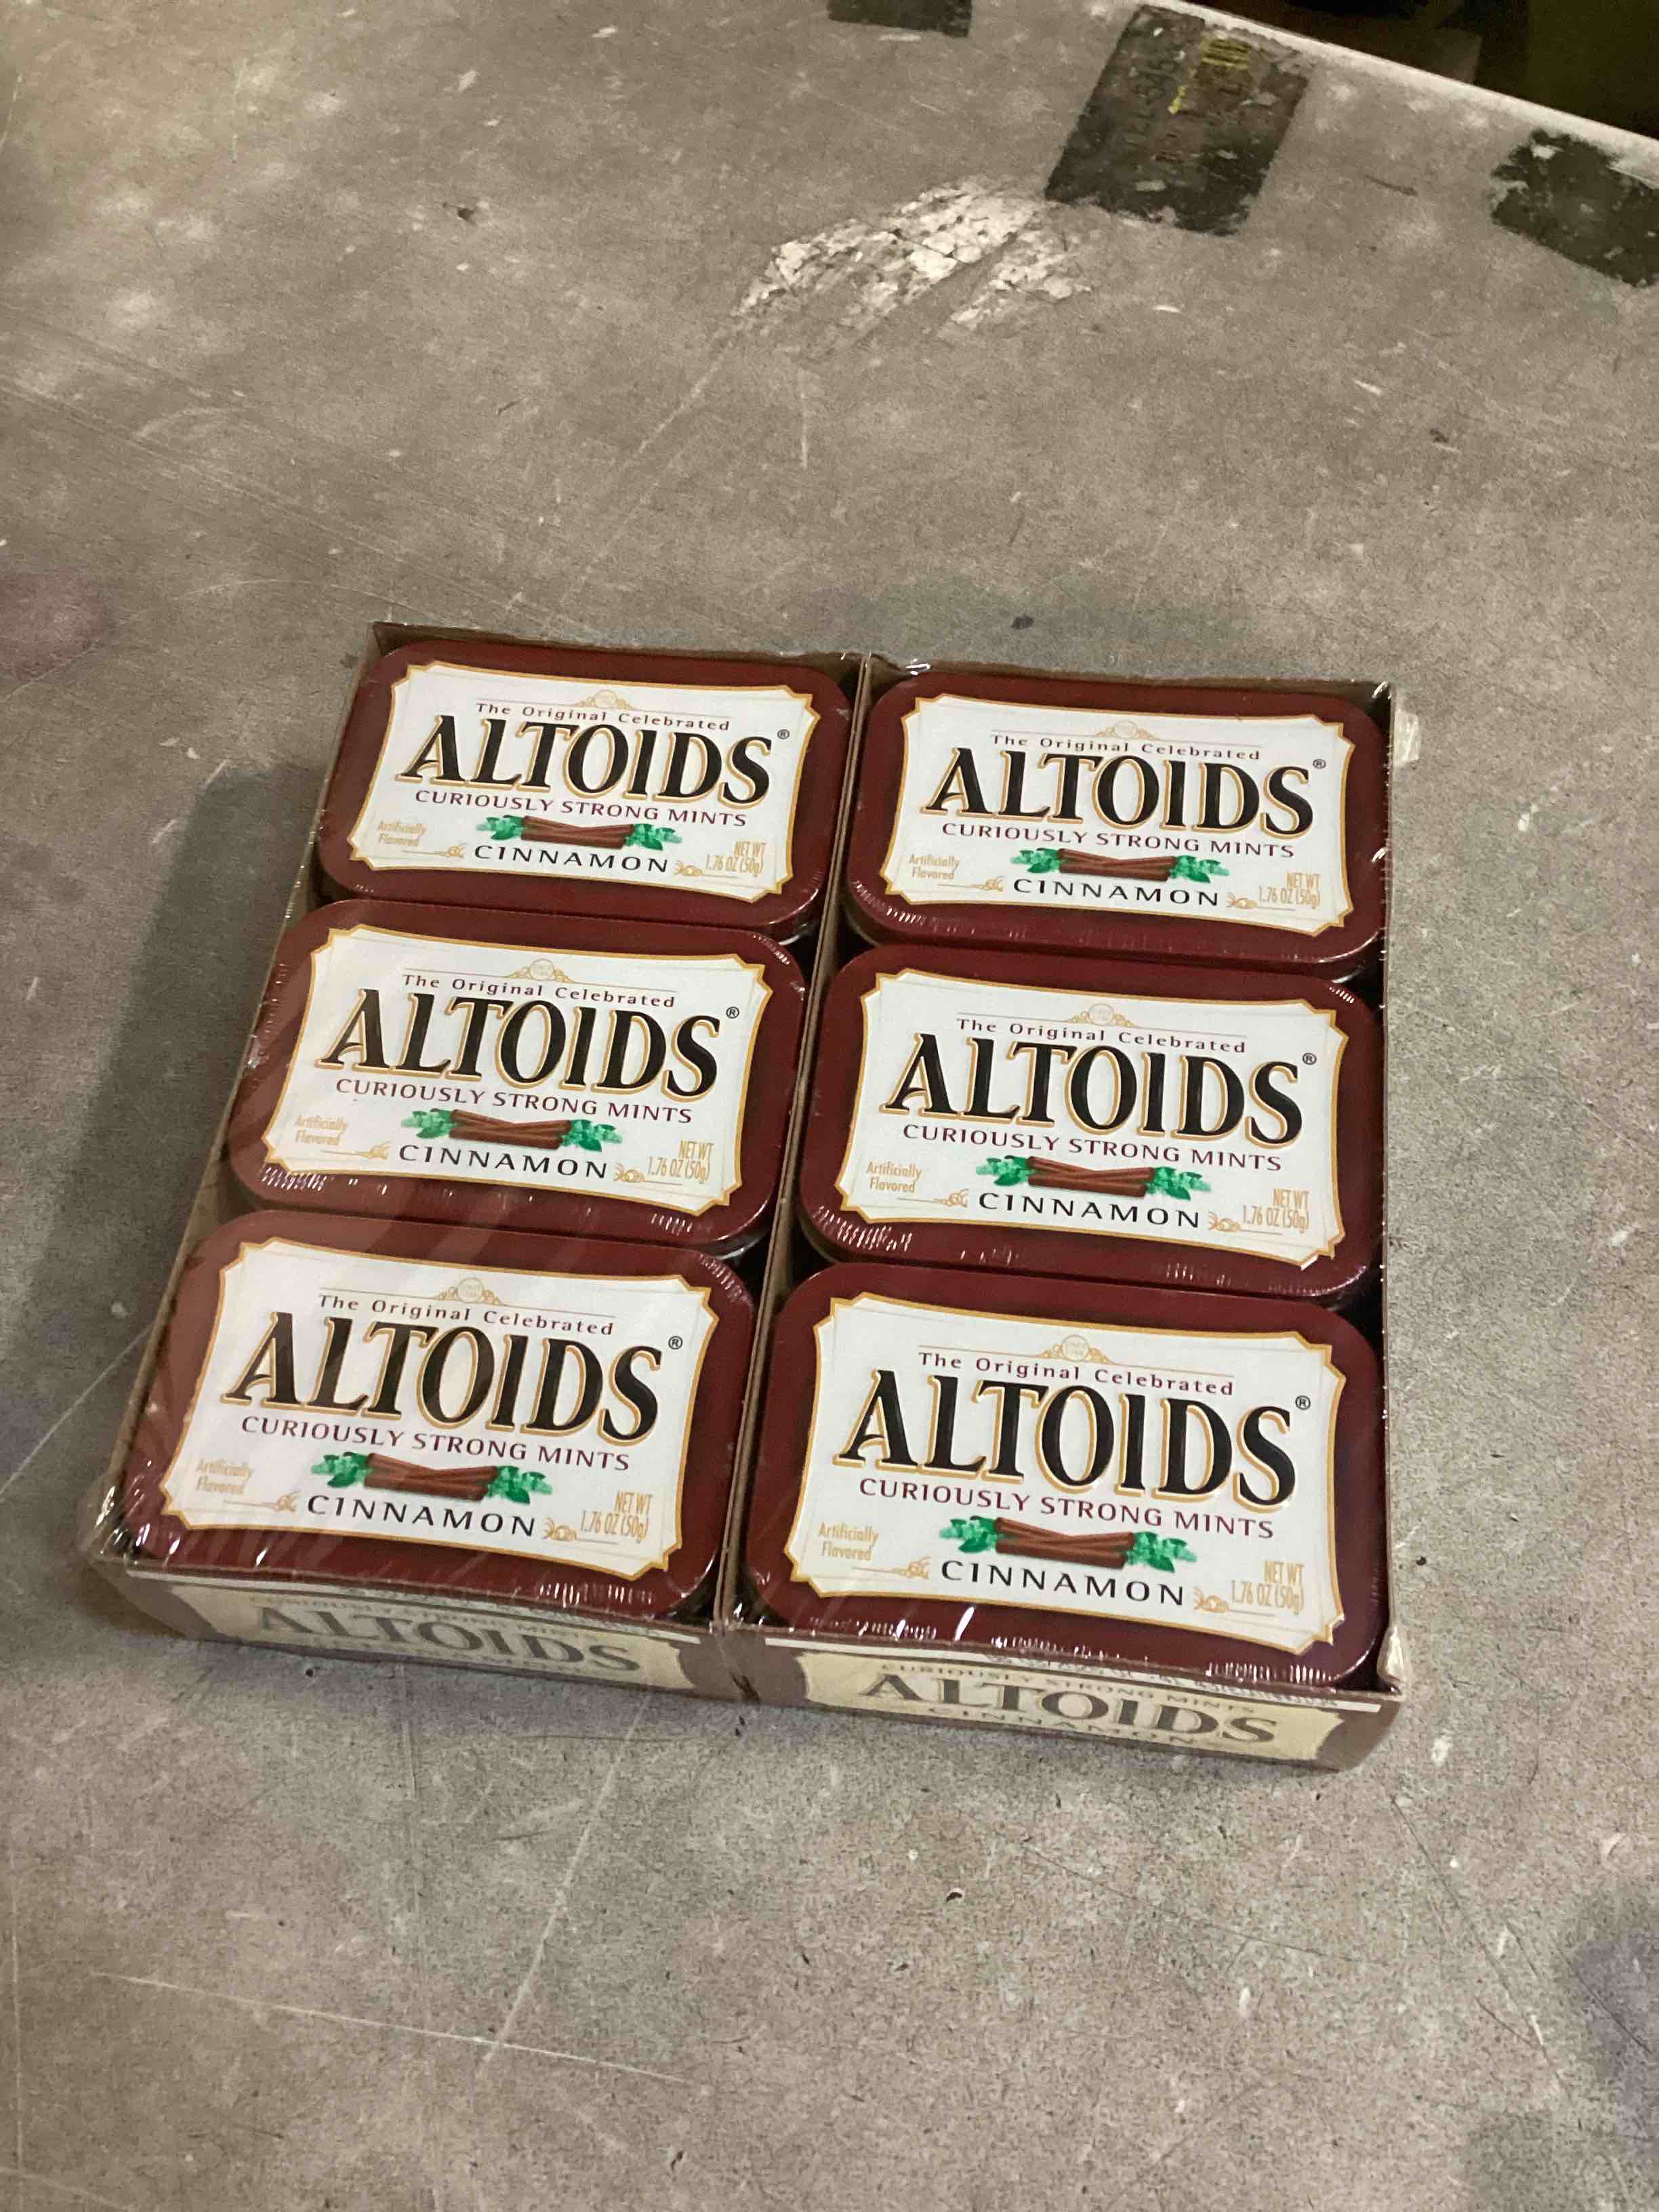 The Original Celebrated
ALTOIDS®
CURIOUSLY STRONG MINTS
Artificially
Flavored
CINNAMON
NET WT
1.76 OZ (50g)
The Original Celebrated
ALTOIDS®
CURIOUSLY STRONG MINTS
Artificially
Flavored
CINNAMON
NET WT
1.76 OZ (50g)
The Original Celebrated
ALTOIDS®
CURIOUSLY STRONG MINTS
Artificially
Flavored
CINNAMON
NET WT
1.76 OZ (50g)
The Original Celebrated
ALTOIDS®
CURIOUSLY STRONG MINTS
Artificially
Flavored
CINNAMON
NET WT
1.76 OZ (50g)
The Original Celebrated
ALTOIDS®
CURIOUSLY STRONG MINTS
Artificially
Flavored
CINNAMON
NET WT
1.76 OZ (50g)
The Original Celebrated
ALTOIDS®
CURIOUSLY STRONG MINTS
Artificially
Flavored
CINNAMON
NET WT
1.76 OZ (50g)
ALTOIDS
CURIOUSLY STRONG MINTS
ALTOIDS
CINNAMON